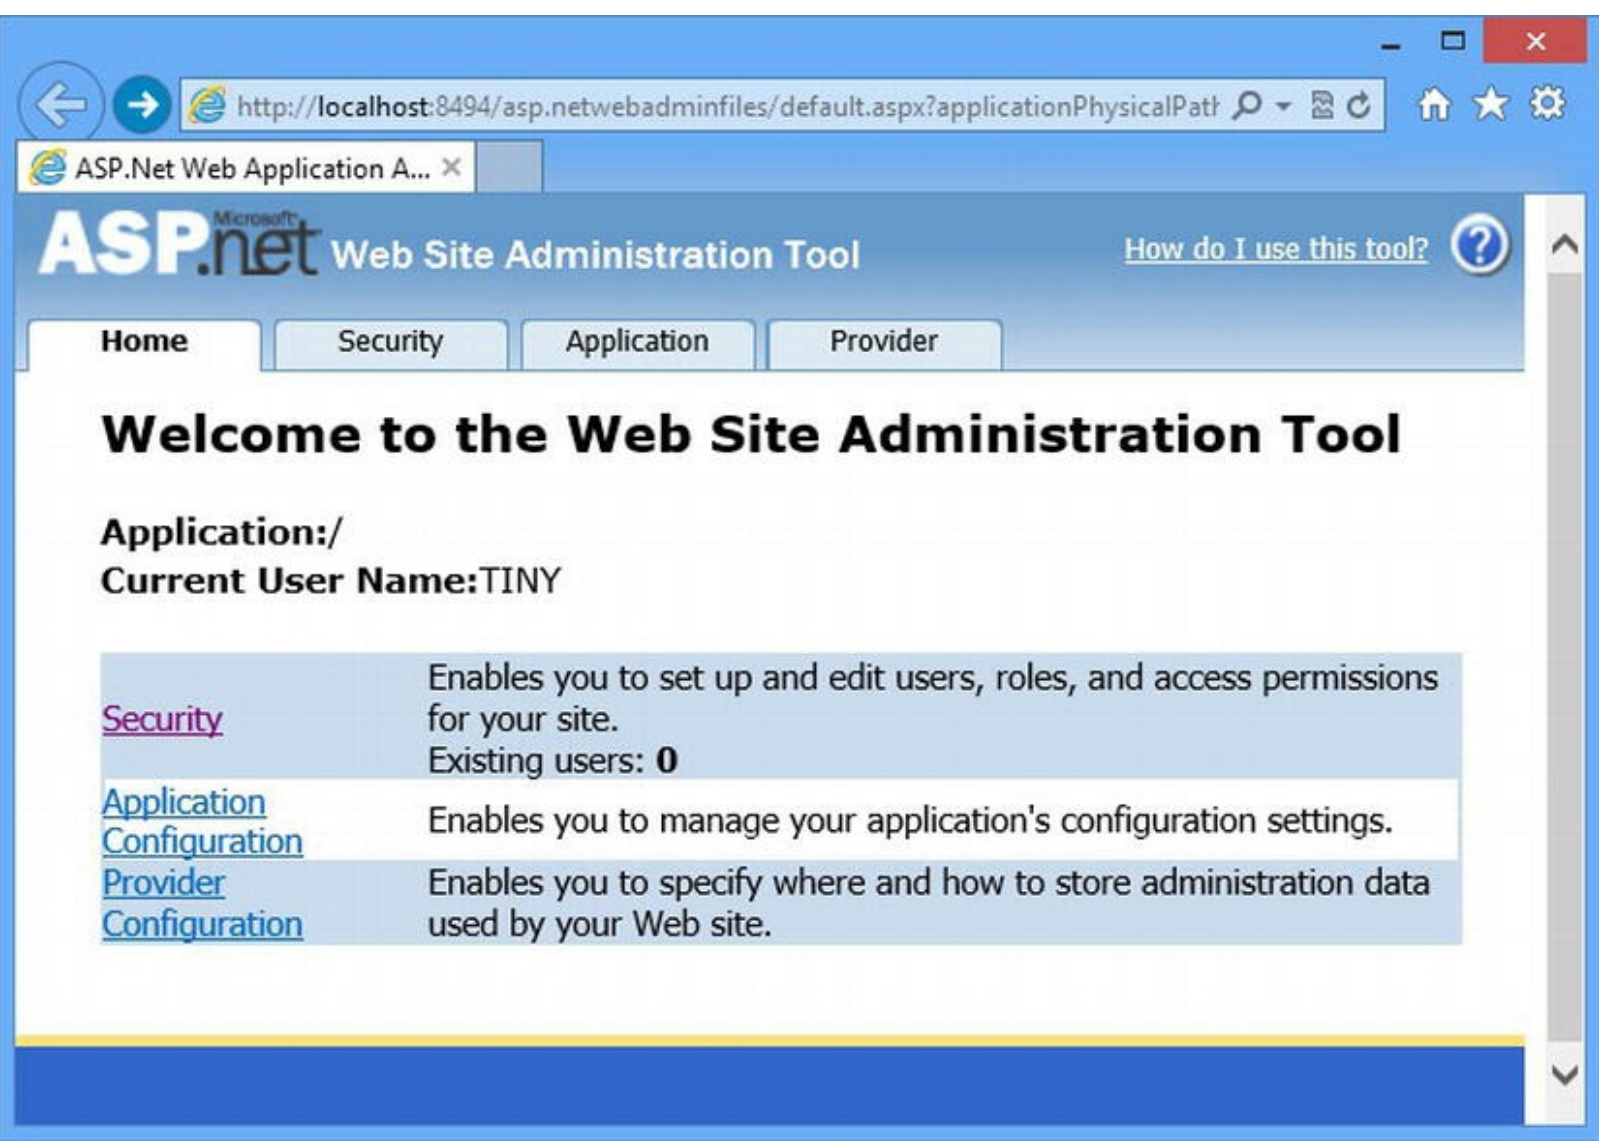 http://localhost:8494/asp.netwebadminfiles/default.aspx?applicationPhysicalPatl
ASP.Net Web Application A...
ASP.net Microsoft Web Site Administration Tool How do I use this tool? ?
Home Security Application Provider
Welcome to the Web Site Administration Tool
Application:/
Current User Name:TINY
Enables you to set up and edit users, roles, and access permissions
Security for your site.
Existing users: 0
Application
Configuration Enables you to manage your application's configuration settings.
Provider Enables you to specify where and how to store administration data
Configuration used by your Web site.